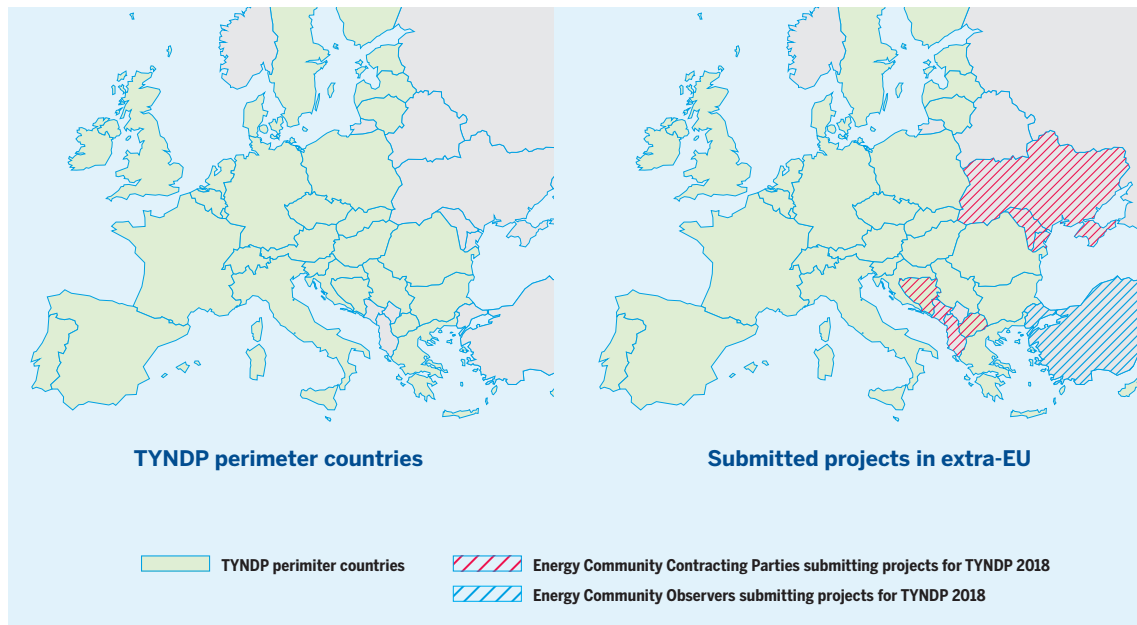 TYNDP perimeter countries
Submitted projects in extra-EU
TYNDP perimiter countries
Energy Community Contracting Parties submitting projects for TYNDP 2018
Energy Community Observers submitting projects for TYNDP 2018